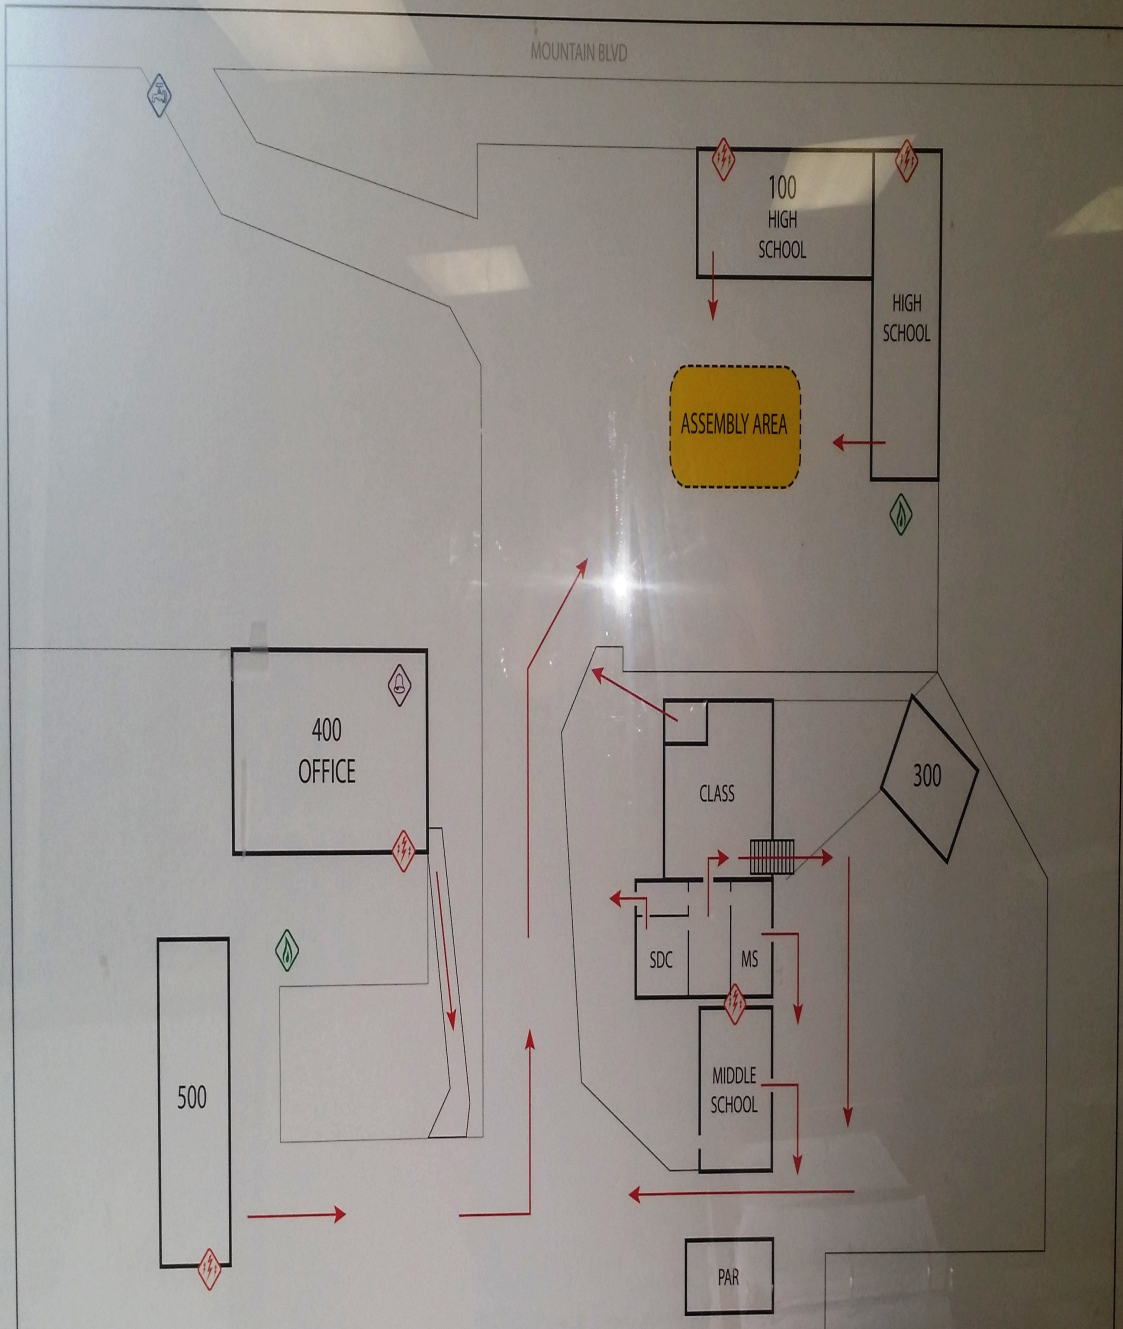 MOUNTAIN BLVD
100
HIGH
SCHOOL
HIGH
SCHOOL
ASSEMBLY AREA
400
OFFICE
CLASS
300
SDC
MS
500
MIDDLE
SCHOOL
PAR